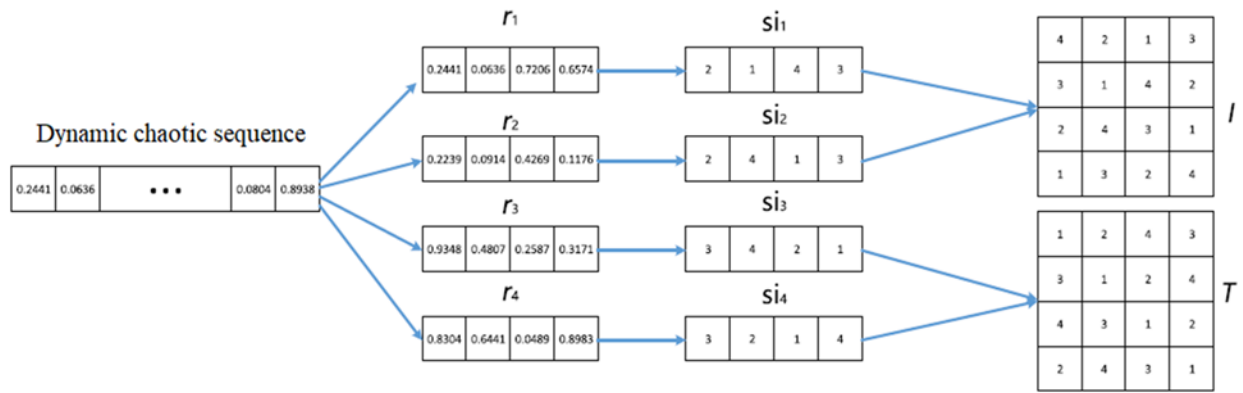 r1
0.2441 0.0636 0.7206 0.6574
si1
2 1 4 3
Dynamic chaotic sequence
0.2441 0.0636 ••• 0.0804 0.8938
r2
0.2239 0.0914 0.4269 0.1176
si2
2 4 1 3
r3
0.9348 0.4807 0.2587 0.3171
si3
3 4 2 1
r4
0.8304 0.6441 0.0489 0.8983
si4
3 2 1 4
4 2 1 3
3 1 4 2
2 4 3 1
1 3 2 4
I
1 2 4 3
3 1 2 4
4 3 1 2
2 4 3 1
T